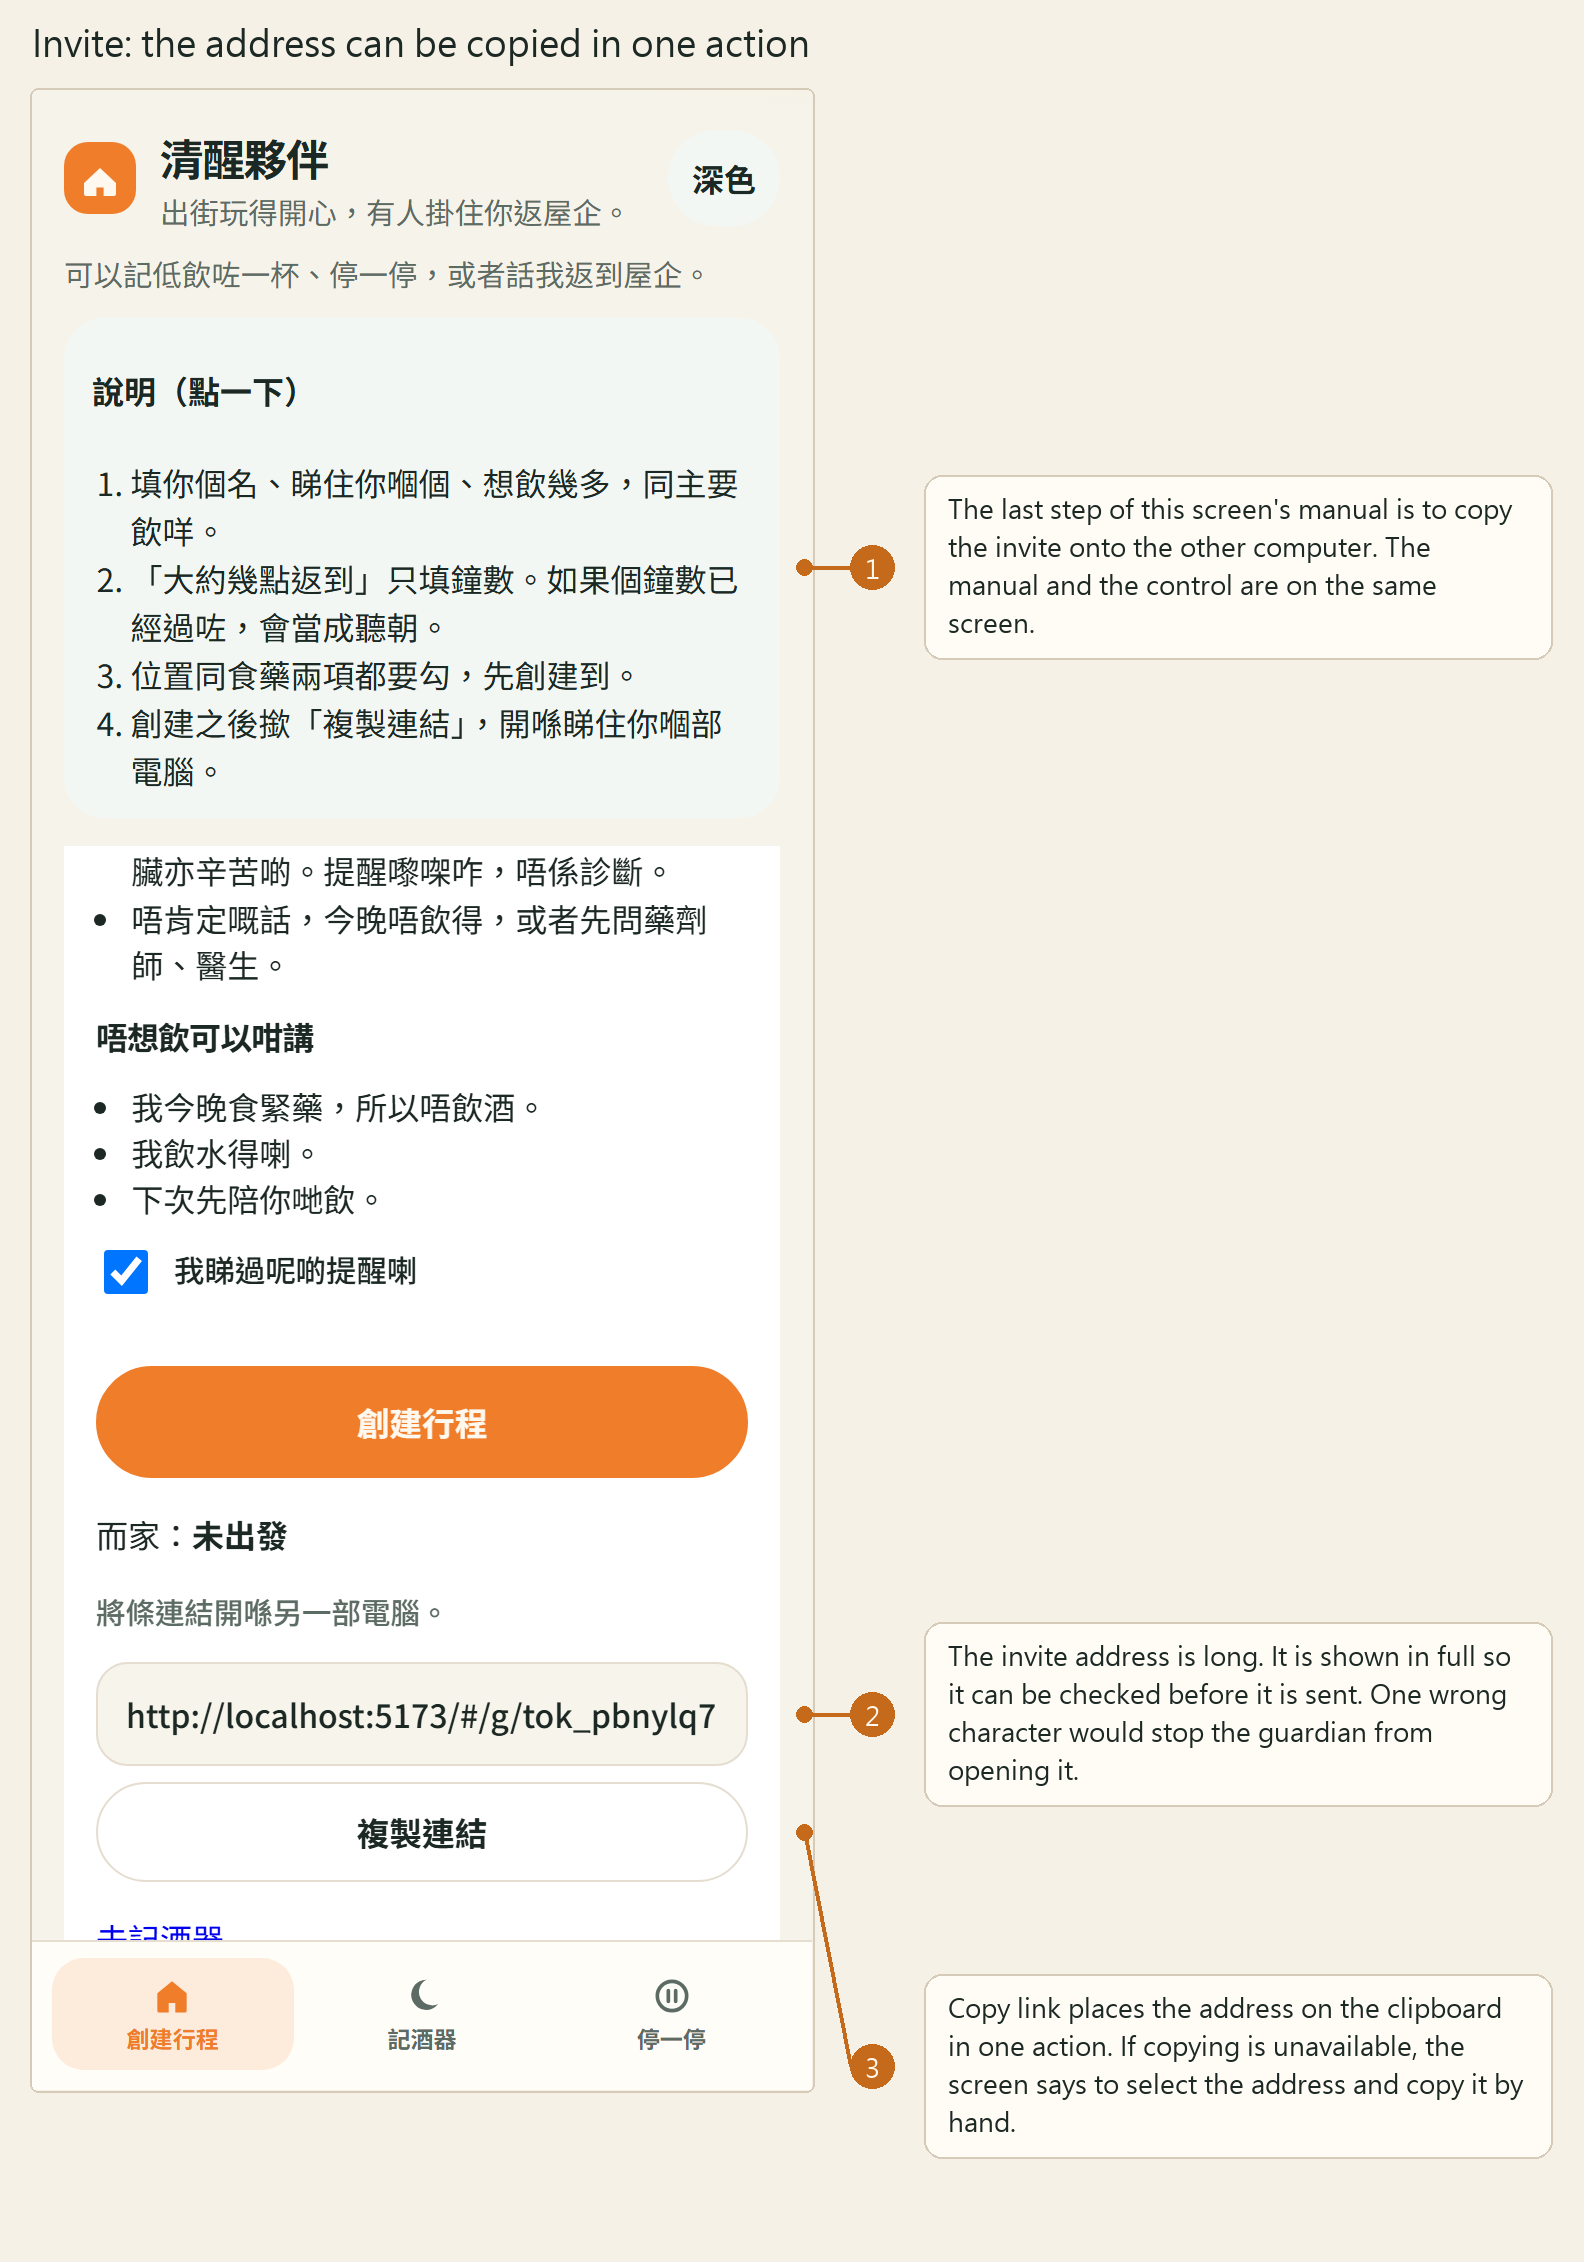 Invite: the address can be copied in one action
清醒夥伴
出街玩得開心，有人掛住你返屋企。
深色
可以記低飲咗一杯、停一停，或者話我返到屋企。
說明（點一下）
1. 填你個名、睇住你嗰個、想飲幾多，同主要
飲咩。
2. 「大約幾點返到」只填鐘數。如果個鐘數已
經過咗，會當成聽朝。
3. 位置同食藥兩項都要勾，先創建到。
4. 創建之後撳「複製連結」，開喺睇住你嗰部
電腦。
臟亦辛苦啲。提醒嚟㗎咋，唔係診斷。
• 唔肯定嘅話，今晚唔飲得，或者先問藥劑
師、醫生。
唔想飲可以咁講
• 我今晚食緊藥，所以唔飲酒。
• 我飲水得喇。
• 下次先陪你哋飲。
我睇過呢啲提醒喇
創建行程
而家：未出發
將條連結開喺另一部電腦。
http://localhost:5173/#/g/tok_pbnylq7
複製連結
去記酒器
創建行程
記酒器
停一停
1
The last step of this screen's manual is to copy
the invite onto the other computer. The
manual and the control are on the same
screen.
2
The invite address is long. It is shown in full so
it can be checked before it is sent. One wrong
character would stop the guardian from
opening it.
3
Copy link places the address on the clipboard
in one action. If copying is unavailable, the
screen says to select the address and copy it by
hand.